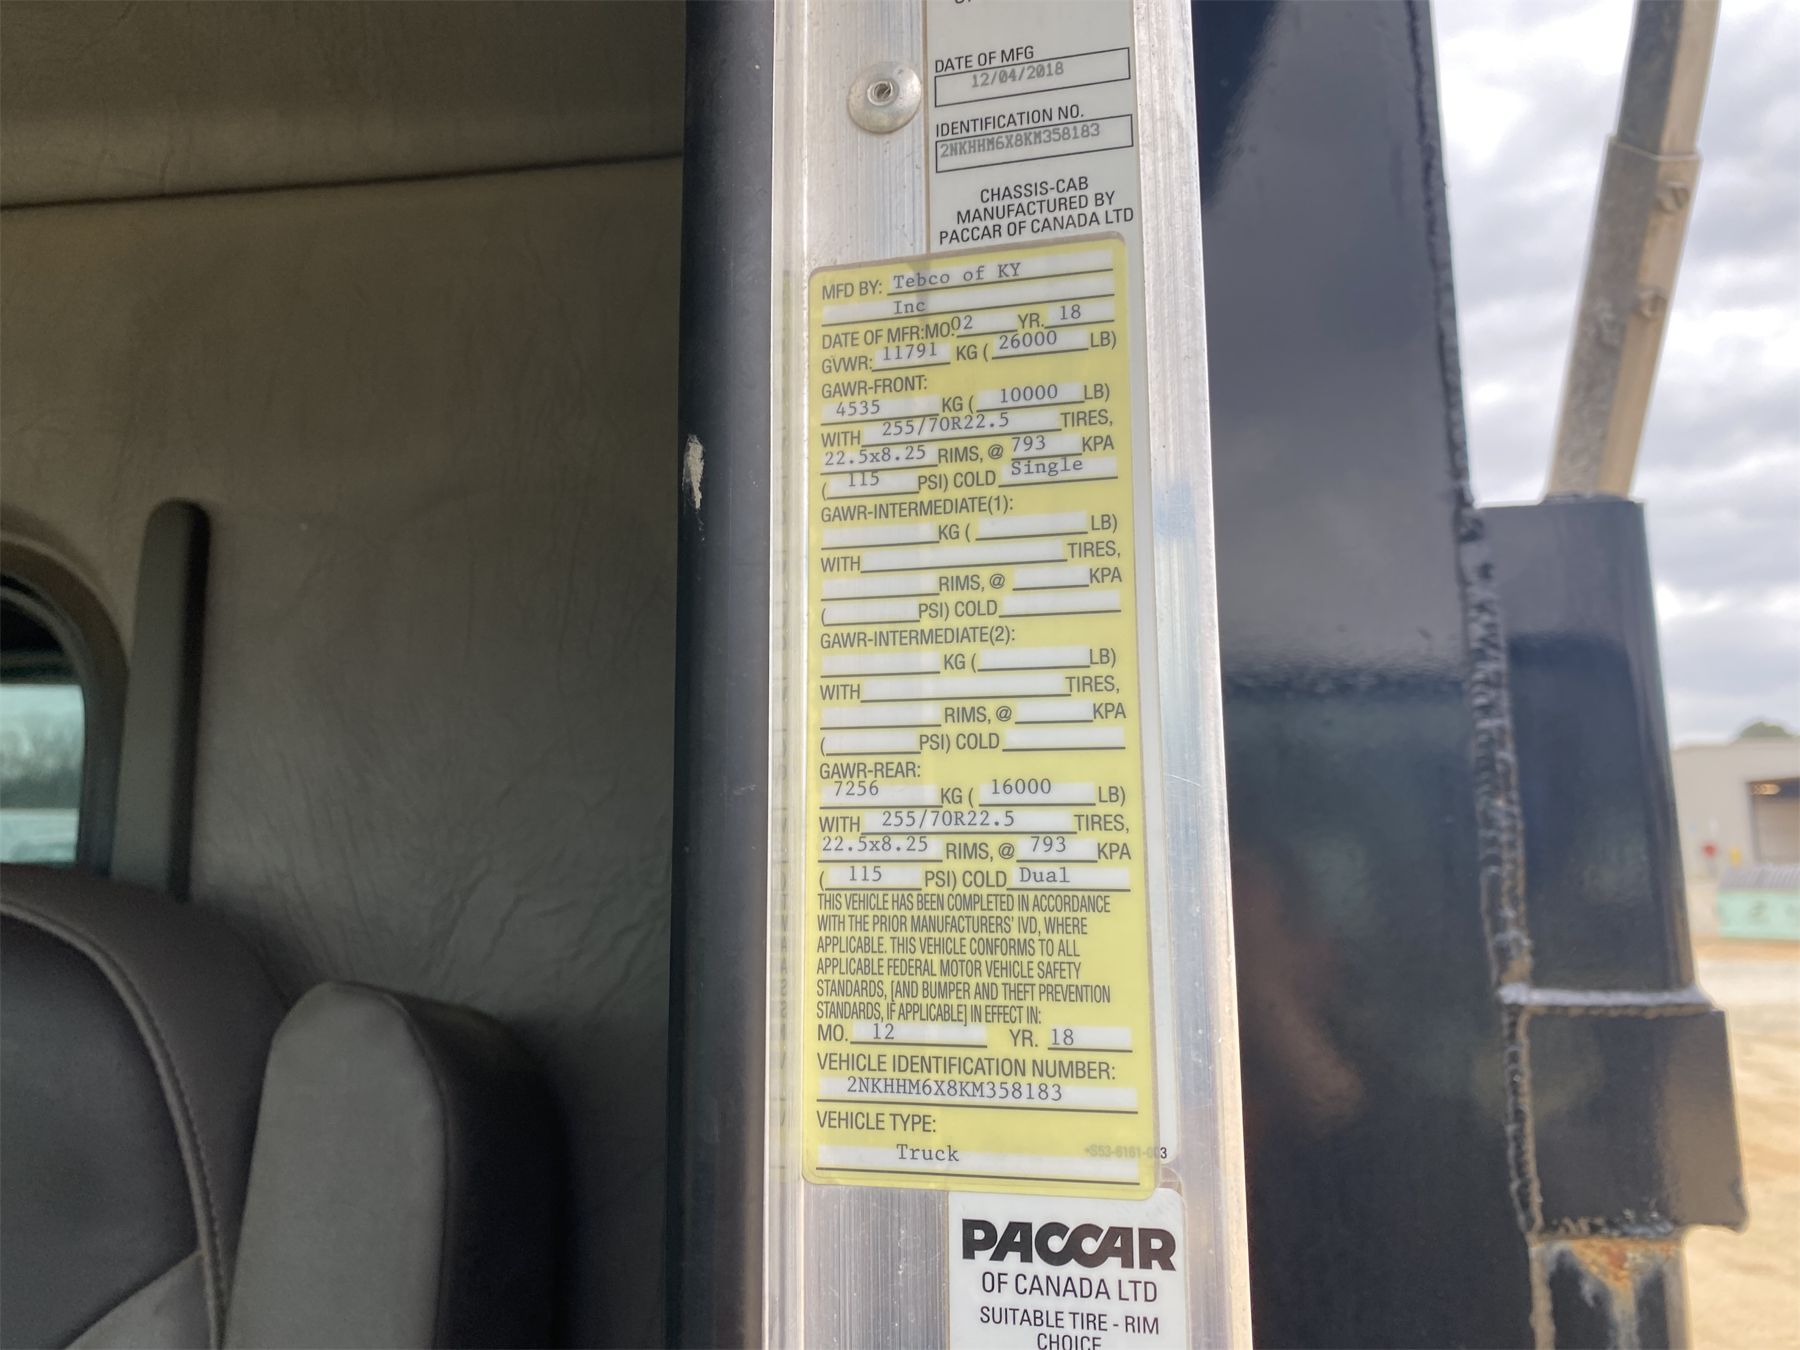 DATE OF MFG
12/04/2018
IDENTIFICATION NO.
2NKHHM6X8KM358183
CHASSIS-CAB
MANUFACTURED BY
PACCAR OF CANADA LTD
MFD BY: Tebco of KY
Inc
DATE OF MFR:MO.02 YR. 18
GVWR: 11791 KG ( 26000 LB)
GAWR-FRONT:
4535 KG ( 10000 LB)
WITH 255/70R22.5 TIRES,
22.5x8.25 RIMS, @ 793 KPA
( 115 PSI) COLD Single
GAWR-INTERMEDIATE(1):
KG ( LB)
WITH TIRES,
RIMS, @ KPA
( PSI) COLD
GAWR-INTERMEDIATE(2):
KG ( LB)
WITH TIRES,
RIMS, @ KPA
( PSI) COLD
GAWR-REAR:
7256 KG ( 16000 LB)
WITH 255/70R22.5 TIRES,
22.5x8.25 RIMS, @ 793 KPA
( 115 PSI) COLD Dual
THIS VEHICLE HAS BEEN COMPLETED IN ACCORDANCE
WITH THE PRIOR MANUFACTURERS' IVD, WHERE
APPLICABLE. THIS VEHICLE CONFORMS TO ALL
APPLICABLE FEDERAL MOTOR VEHICLE SAFETY
STANDARDS, [AND BUMPER AND THEFT PREVENTION
STANDARDS, IF APPLICABLE] IN EFFECT IN:
MO. 12 YR. 18
VEHICLE IDENTIFICATION NUMBER:
2NKHHM6X8KM358183
VEHICLE TYPE:
Truck
*S53-6161-003
PACCAR
OF CANADA LTD
SUITABLE TIRE - RIM
CHOICE